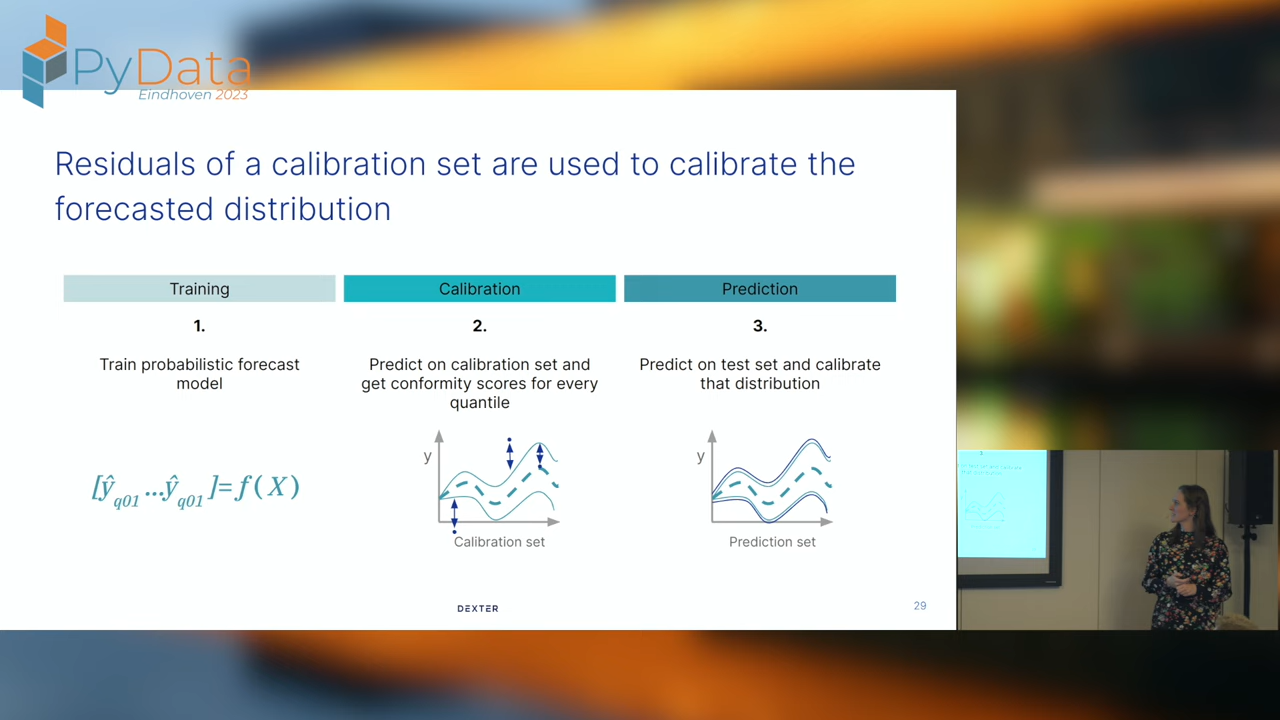 PyData
Eindhoven 2023
Residuals of a calibration set are used to calibrate the
forecasted distribution
Training
Calibration
Prediction
1.
2.
3.
Train probabilistic forecast
model
Predict on calibration set and
get conformity scores for every
quantile
Predict on test set and calibrate
that distribution
[ŷq01 ...ŷq01 ]=f(X)
y
Calibration set
y
Prediction set
DEXTER
29